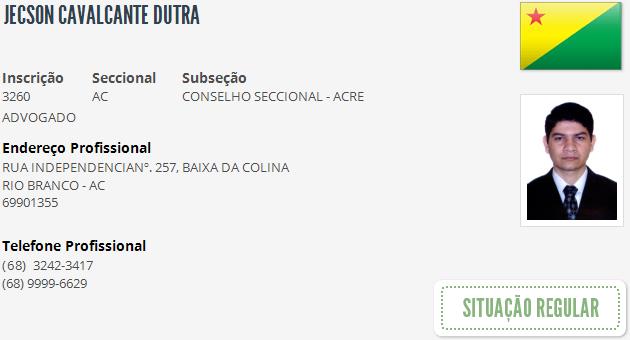 JECSON CAVALCANTE DUTRA
Inscrição Seccional Subseção
3260 AC CONSELHO SECCIONAL - ACRE
ADVOGADO
Endereço Profissional
RUA INDEPENDENCIANº. 257, BAIXA DA COLINA
RIO BRANCO - AC
69901355
Telefone Profissional
(68) 3242-3417
(68) 9999-6629
SITUAÇÃO REGULAR